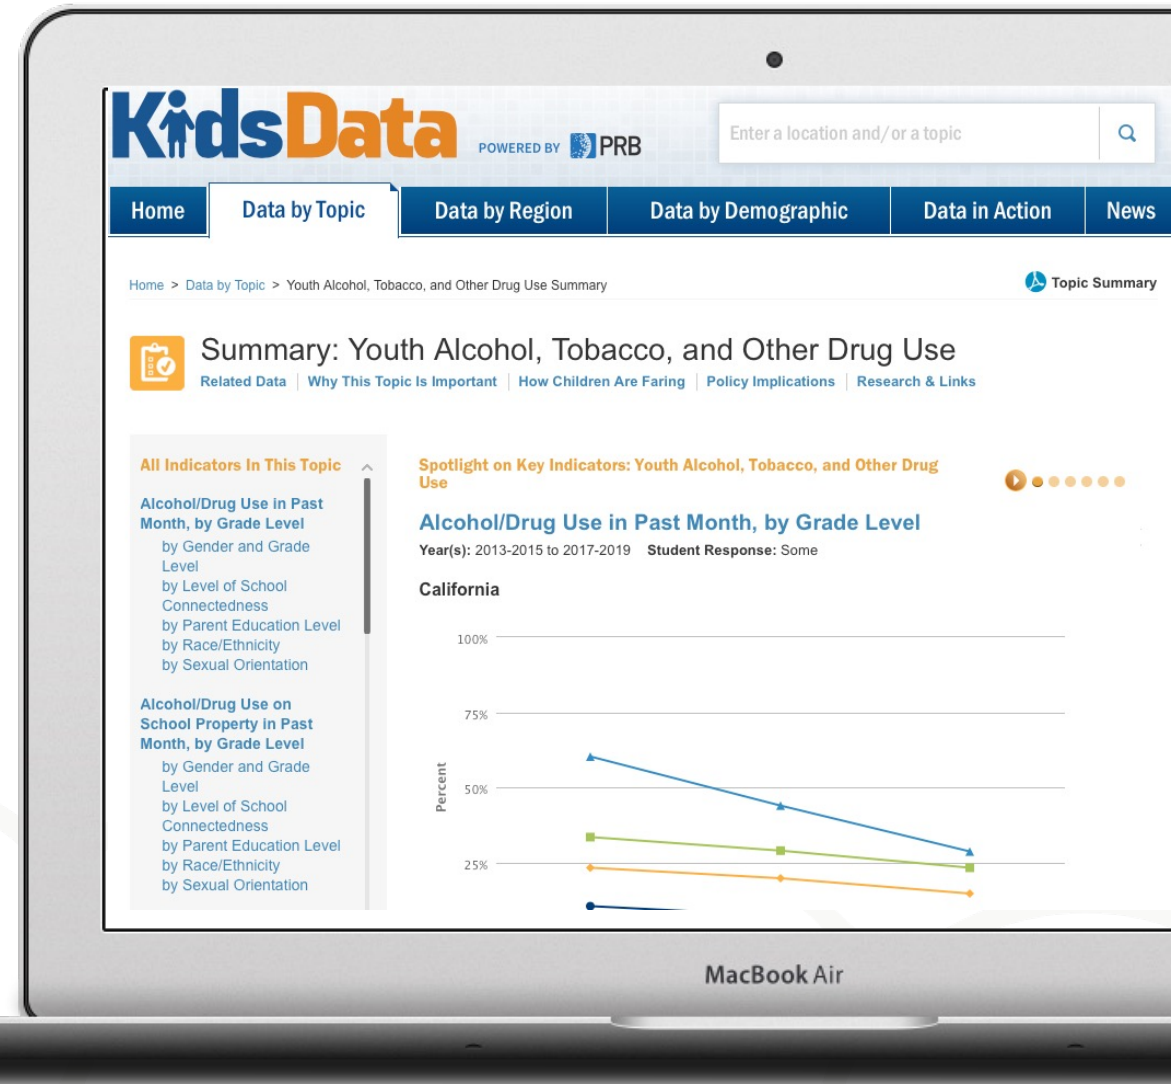 KidsData POWERED BY PRB
Enter a location and/or a topic
Home Data by Topic Data by Region Data by Demographic Data in Action News
Home > Data by Topic > Youth Alcohol, Tobacco, and Other Drug Use Summary
Topic Summary
Summary: Youth Alcohol, Tobacco, and Other Drug Use
Related Data Why This Topic Is Important How Children Are Faring Policy Implications Research & Links
All Indicators In This Topic
Alcohol/Drug Use in Past
Month, by Grade Level
by Gender and Grade
Level
by Level of School
Connectedness
by Parent Education Level
by Race/Ethnicity
by Sexual Orientation
Alcohol/Drug Use on
School Property in Past
Month, by Grade Level
by Gender and Grade
Level
by Level of School
Connectedness
by Parent Education Level
by Race/Ethnicity
by Sexual Orientation
Spotlight on Key Indicators: Youth Alcohol, Tobacco, and Other Drug
Use
Alcohol/Drug Use in Past Month, by Grade Level
Year(s): 2013-2015 to 2017-2019 Student Response: Some
California
100%
75%
50%
25%
Percent
MacBook Air